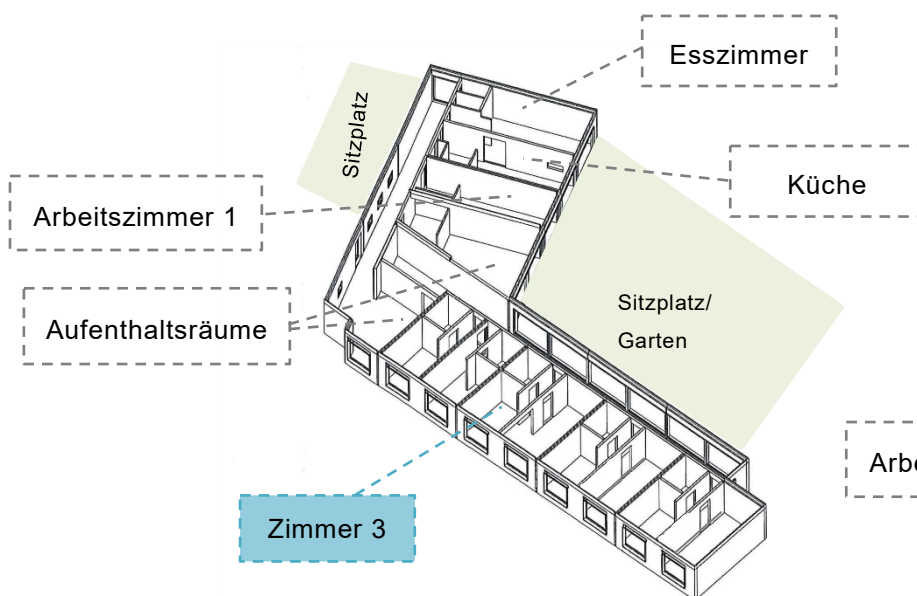 Esszimmer
Sitzplatz
Küche
Arbeitszimmer 1
Sitzplatz/
Garten
Aufenthaltsräume
Zimmer 3